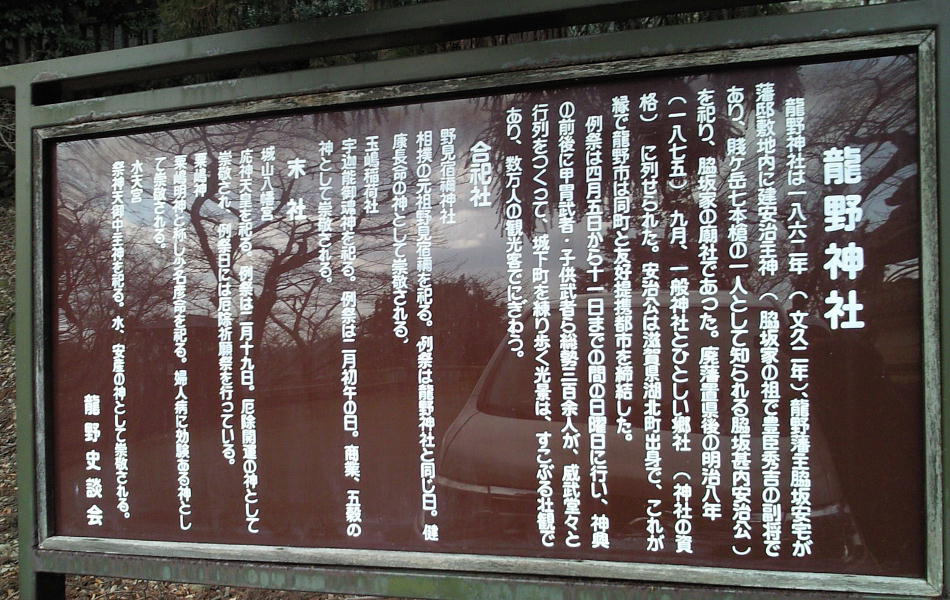 龍野神社
龍野神社は一八六二年（文久二年）、龍野藩主脇坂安宅が
藩邸敷地内に建安治主神（脇坂家の祖で豊臣秀吉の副将で
あり、賤ヶ岳七本槍の一人として知られる脇坂甚内安治公）
を祀り、脇坂家の廟社であった。廃藩置県後の明治八年
（一八七五）九月、一般神社とひとしい郷社（神社の資
格）に列せられた。安治公は滋賀県湖北町出身で、これが
縁で龍野市は同町と友好提携都市を締結した。
例祭は四月五日から十一日までの間の日曜日に行い、神輿
の前後に甲冑武者・子供武者ら総勢三百余人が、威武堂々と
行列をつくって、城下町を練り歩く光景は、すこぶる壮観で
あり、数万人の観光客でにぎわう。
合祀社
野見宿禰神社
相撲の元祖野見宿禰を祀る。例祭は龍野神社と同じ日。健
康長命の神として崇敬される。
玉嶋稲荷社
宇迦能御魂神を祀る。例祭は二月初午の日。商業、五穀の
神として崇敬される。
末社
城山八幡宮
応神天皇を祀る。例祭は二月十九日。厄除開運の神として
崇敬され、例祭日には厄除祈願祭を行っている。
粟嶋神
粟嶋明神と称し少名彦命を祀る。婦人病に効験ある神とし
て崇敬される。
水天宮
祭神天御中主神を祀る。水、安産の神として崇敬される。
龍野史談会